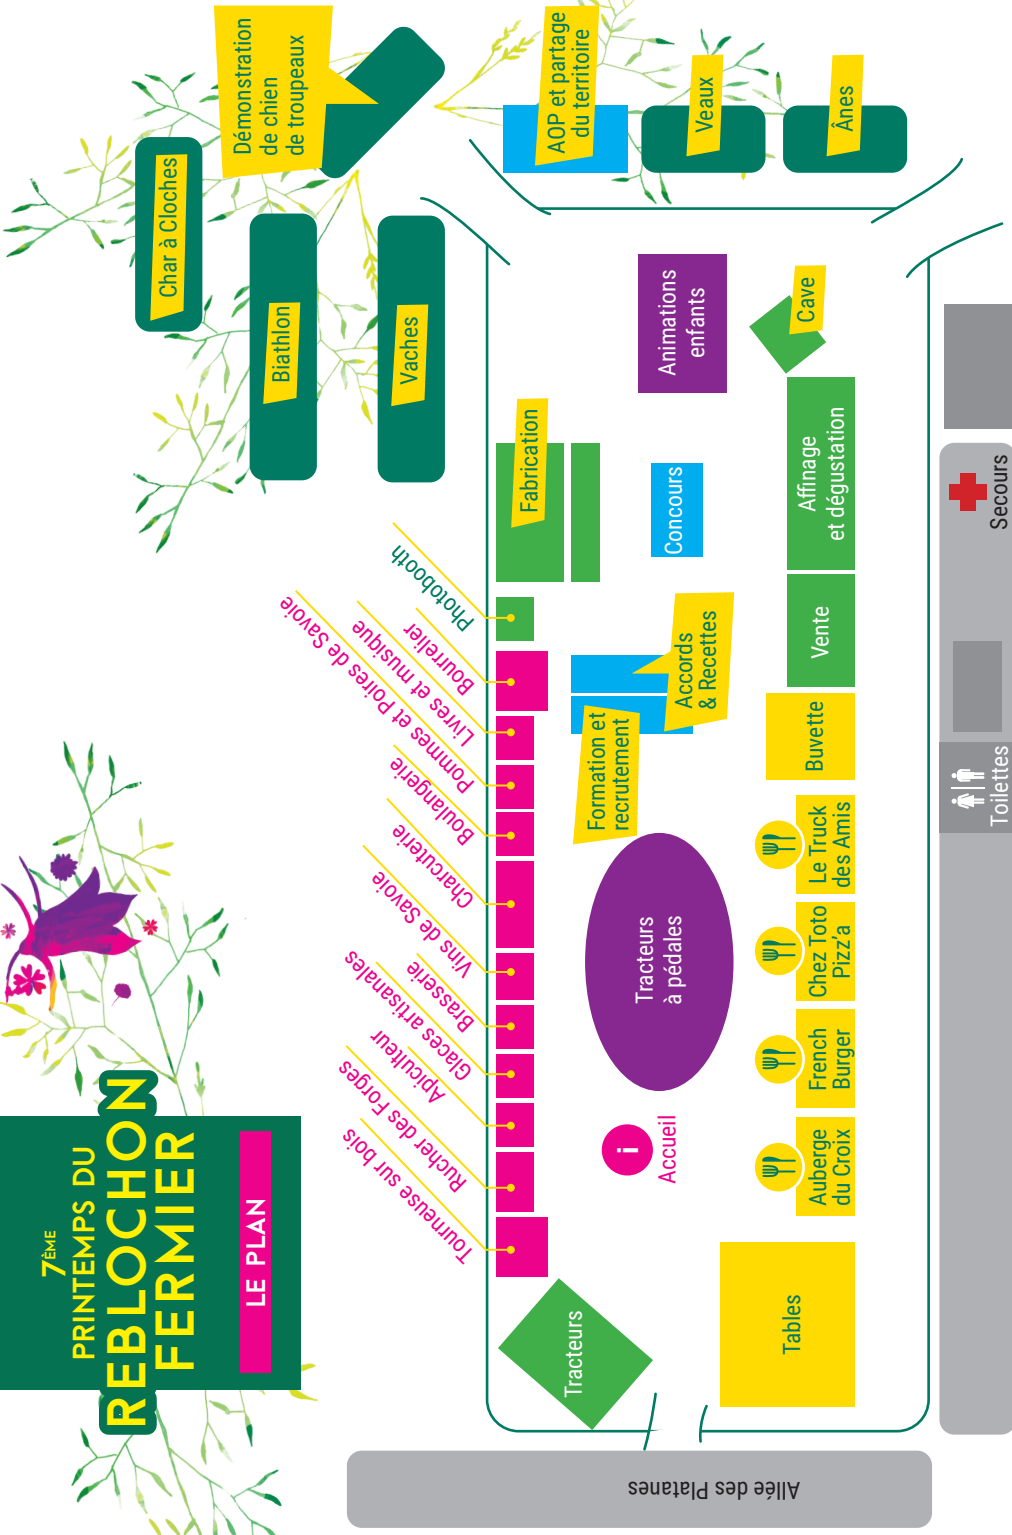 7ÈME
PRINTEMPS DU
REBLOCHON
FERMIER
LE PLAN
Tourneuse sur bois
Rucher des Forges
Apiculteur
Glaces artisanales
Brasserie
Vins de Savoie
Charcuterie
Boulangerie
Pommes et Poires de Savoie
Livres et musique
Bourrelier
Photobooth
Char à Cloches
Biathlon
Vaches
Démonstration
de chien
de troupeaux
AOP et partage
du territoire
Veaux
Ânes
Fabrication
Animations
enfants
Cave
Concours
Affinage
et dégustation
Vente
Accords
& Recettes
Formation et
recrutement
Buvette
Tracteurs
à pédales
Le Truck
des Amis
Chez Toto
Pizz'a
French
Burger
Auberge
du Croix
i
Accueil
Tracteurs
Tables
Allée des Platanes
Toilettes
Secours